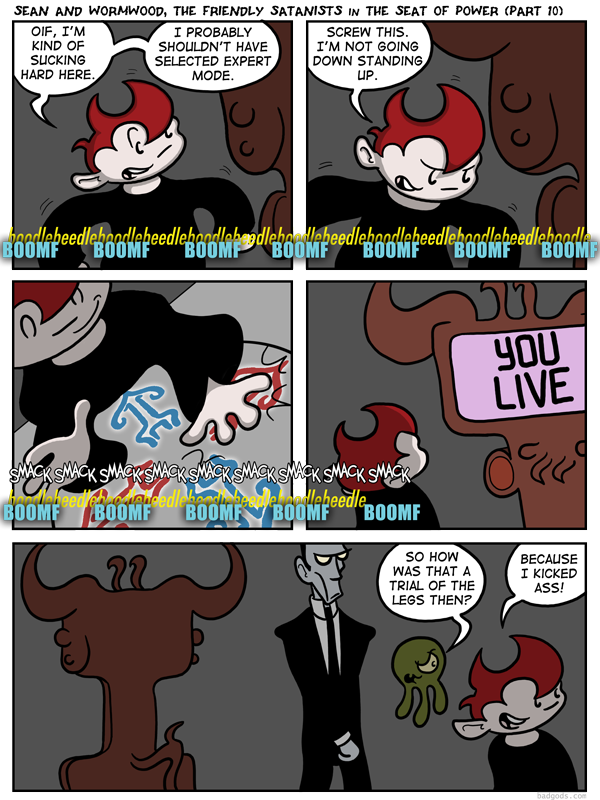 SEAN AND WORMWOOD, THE FRIENDLY SATANISTS IN THE SEAT OF POWER (PART 10)
OIF, I'M
KIND OF
SUCKING
HARD HERE.
I PROBABLY
SHOULDN'T HAVE
SELECTED EXPERT
MODE.
SCREW THIS.
I'M NOT GOING
DOWN STANDING
UP.
hoodleheedlehoodleheedlehoodleheedlehoodleheedlehoodleheedlehoodleheedlehoodle
BOOMF BOOMF BOOMF BOOMF BOOMF BOOMF BOOMF
YOU
LIVE
SMACK SMACK SMACK SMACK SMACK SMACK SMACK SMACK SMACK
hoodleheedlehoodleheedlehoodleheedlehoodleheedle
BOOMF BOOMF BOOMF BOOMF BOOMF
SO HOW
WAS THAT A
TRIAL OF THE
LEGS THEN?
BECAUSE
I KICKED
ASS!
badgods.com